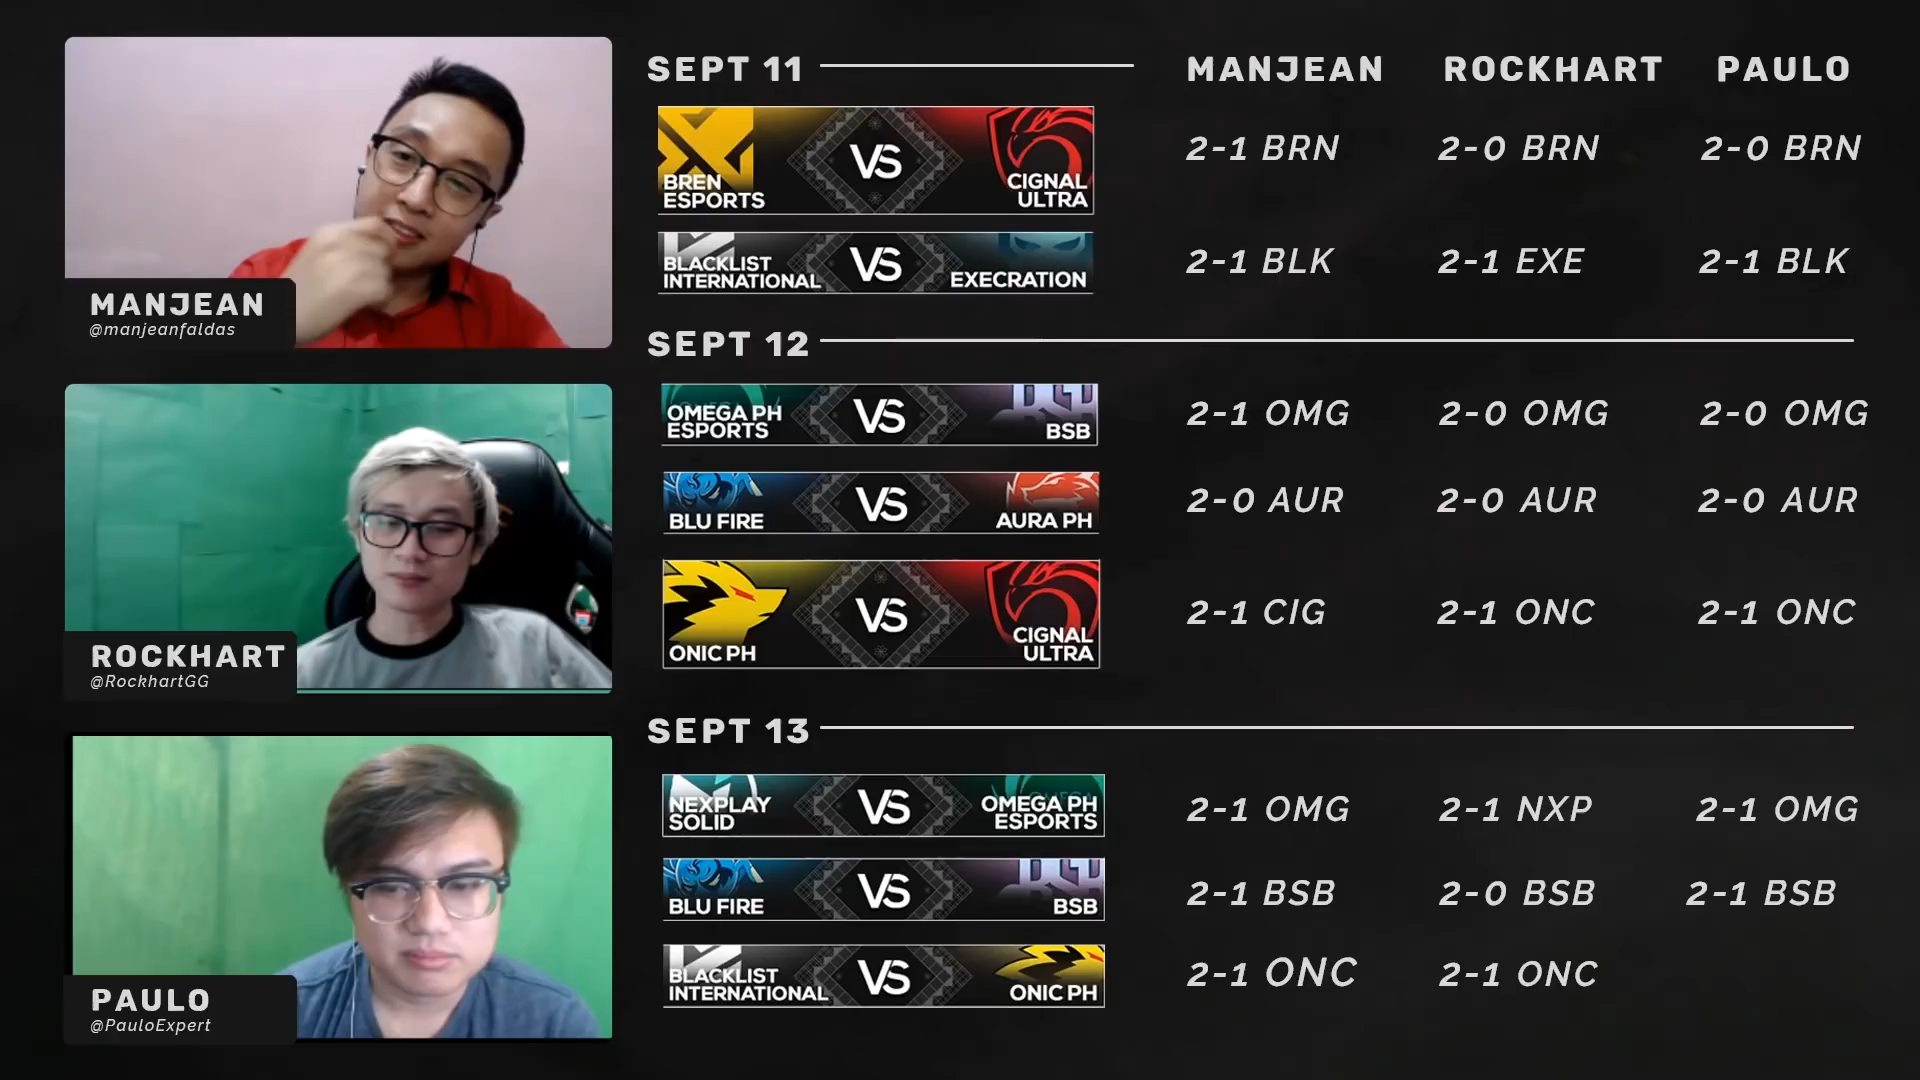 MANJEAN
@manjeanfaldas
ROCKHART
@RockhartGG
PAULO
@PauloExpert
SEPT 11
MANJEAN ROCKHART PAULO
BREN
ESPORTS
VS
CIGNAL
ULTRA
2-1 BRN 2-0 BRN 2-0 BRN
BLACKLIST
INTERNATIONAL
VS
EXECRATION
2-1 BLK 2-1 EXE 2-1 BLK
SEPT 12
OMEGA PH
ESPORTS
VS
BSB
2-1 OMG 2-0 OMG 2-0 OMG
BLU FIRE
VS
AURA PH
2-0 AUR 2-0 AUR 2-0 AUR
ONIC PH
VS
CIGNAL
ULTRA
2-1 CIG 2-1 ONC 2-1 ONC
SEPT 13
NEXPLAY
SOLID
VS
OMEGA PH
ESPORTS
2-1 OMG 2-1 NXP 2-1 OMG
BLU FIRE
VS
BSB
2-1 BSB 2-0 BSB 2-1 BSB
BLACKLIST
INTERNATIONAL
VS
ONIC PH
2-1 ONC 2-1 ONC